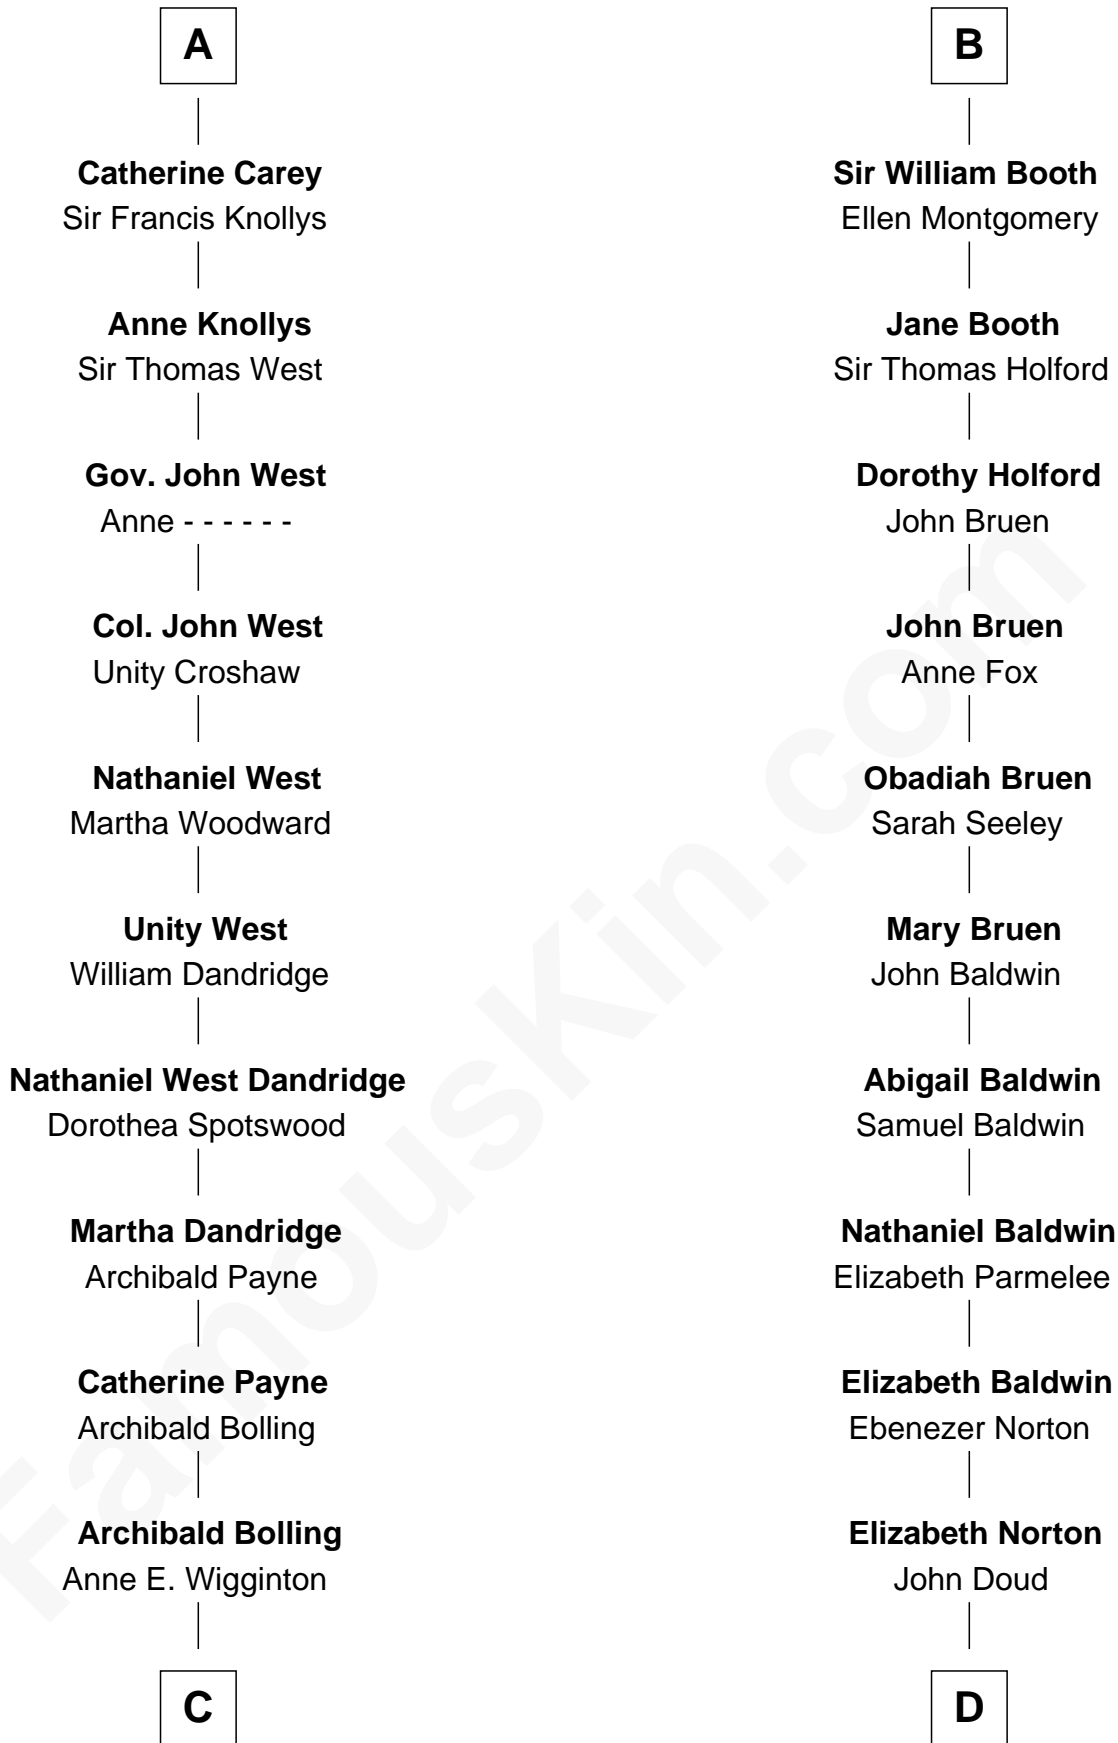 A
Catherine Carey
Sir Francis Knollys
Anne Knollys
Sir Thomas West
Gov. John West
Anne - - - - - -
Col. John West
Unity Croshaw
Nathaniel West
Martha Woodward
Unity West
William Dandridge
Nathaniel West Dandridge
Dorothea Spotswood
Martha Dandridge
Archibald Payne
Catherine Payne
Archibald Bolling
Archibald Bolling
Anne E. Wigginton
C
B
Sir William Booth
Ellen Montgomery
Jane Booth
Sir Thomas Holford
Dorothy Holford
John Bruen
John Bruen
Anne Fox
Obadiah Bruen
Sarah Seeley
Mary Bruen
John Baldwin
Abigail Baldwin
Samuel Baldwin
Nathaniel Baldwin
Elizabeth Parmelee
Elizabeth Baldwin
Ebenezer Norton
Elizabeth Norton
John Doud
D
FamousKin.com